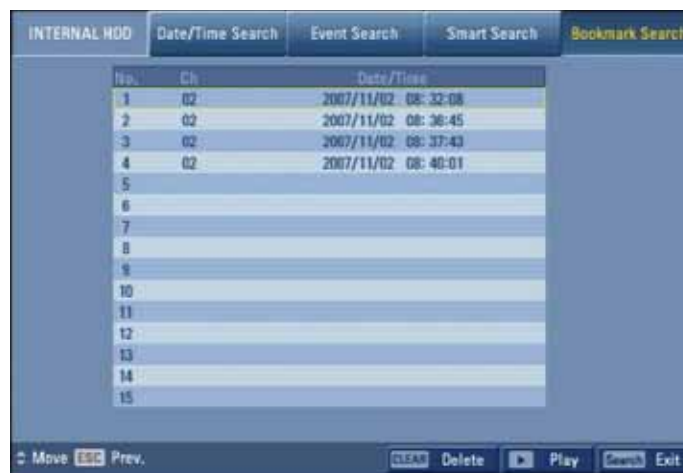 INTERNAL HDD Date/Time Search Event Search Smart Search Bookmark Search
No. Ch Date/Time
1 02 2007/11/02 08:32:08
2 02 2007/11/02 08:36:45
3 02 2007/11/02 08:37:43
4 02 2007/11/02 08:40:01
5
6
7
8
9
10
11
12
13
14
15
Move ESC Prev. CLEAR Delete Play Search Exit